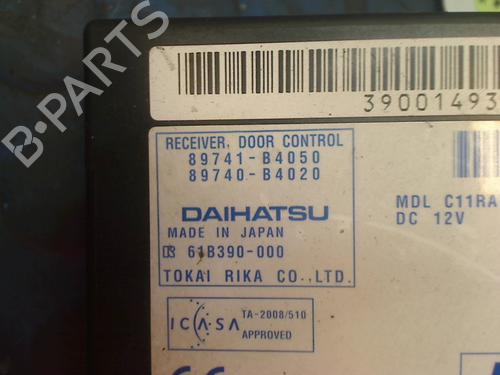 B-PARTS
39001493
RECEIVER, DOOR CONTROL
89741-B4050
89740-B4020
MDL C11RA
DC 12V
DAIHATSU
MADE IN JAPAN
61B390-000
TOKAI RIKA CO., LTD.
TA-2008/510
ICASA
APPROVED